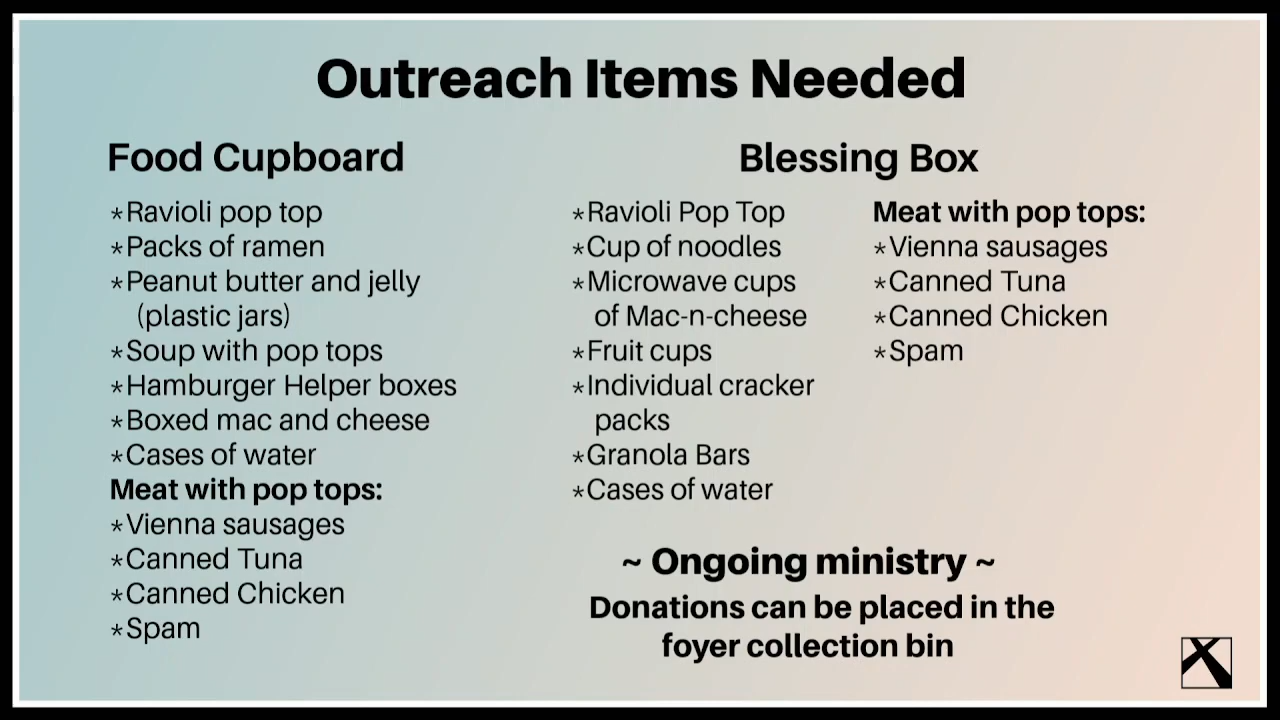 Outreach Items Needed
Food Cupboard
*Ravioli pop top
*Packs of ramen
*Peanut butter and jelly
(plastic jars)
*Soup with pop tops
*Hamburger Helper boxes
*Boxed mac and cheese
*Cases of water
Meat with pop tops:
*Vienna sausages
*Canned Tuna
*Canned Chicken
*Spam
Blessing Box
*Ravioli Pop Top
*Cup of noodles
*Microwave cups
of Mac-n-cheese
*Fruit cups
*Individual cracker
packs
*Granola Bars
*Cases of water
Meat with pop tops:
*Vienna sausages
*Canned Tuna
*Canned Chicken
*Spam
~ Ongoing ministry ~
Donations can be placed in the
foyer collection bin